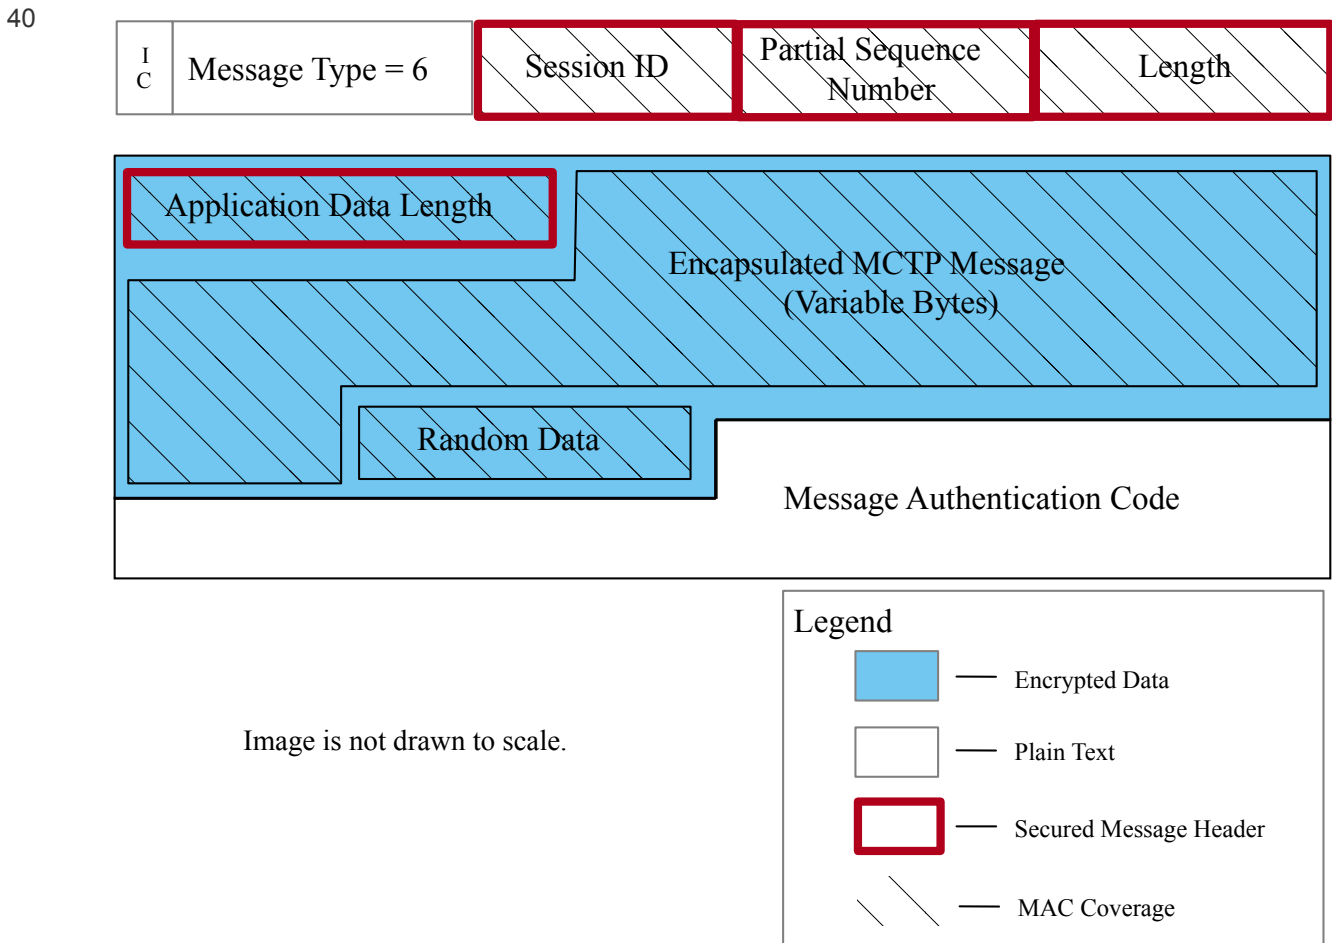 40
I
C
Message Type = 6
Session ID
Partial Sequence
Number
Length
Application Data Length
Encapsulated MCTP Message
(Variable Bytes)
Random Data
Message Authentication Code
Legend
Encrypted Data
Image is not drawn to scale.
Plain Text
Secured Message Header
MAC Coverage